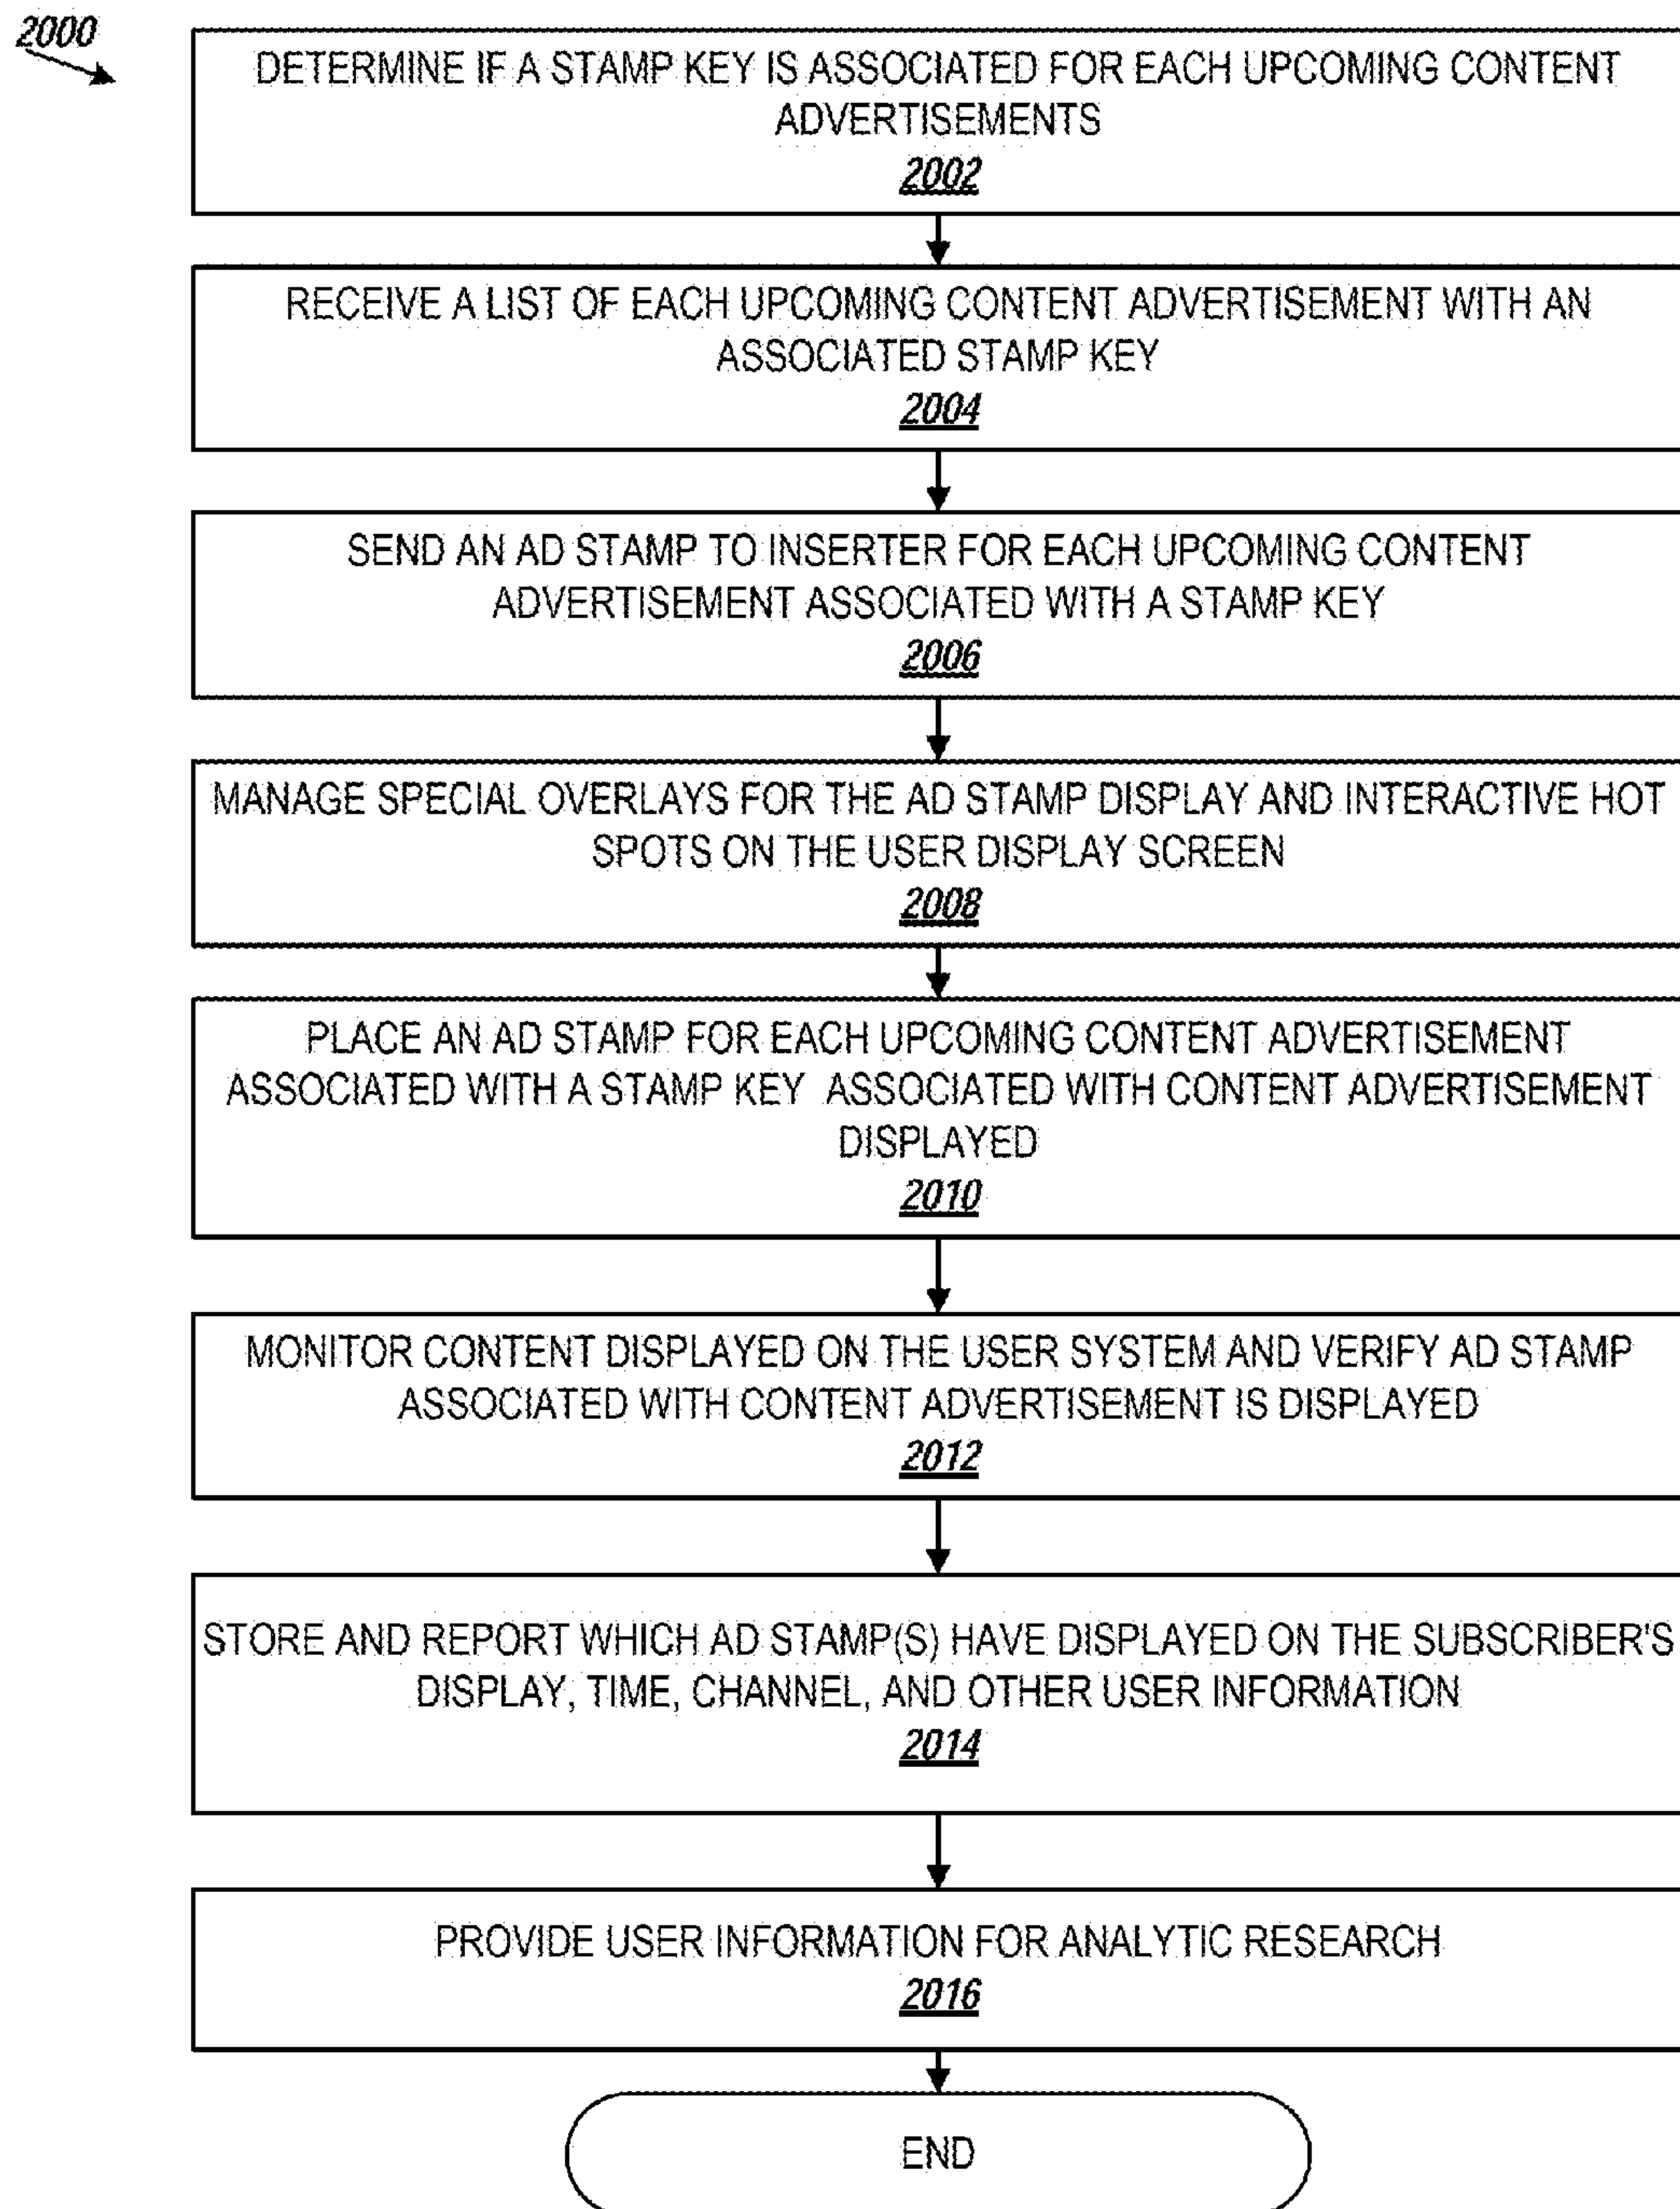 2000
DETERMINE IF A STAMP KEY IS ASSOCIATED FOR EACH UPCOMING CONTENT
ADVERTISEMENTS
2002
RECEIVE A LIST OF EACH UPCOMING CONTENT ADVERTISEMENT WITH AN
ASSOCIATED STAMP KEY
2004
SEND AN AD STAMP TO INSERTER FOR EACH UPCOMING CONTENT
ADVERTISEMENT ASSOCIATED WITH A STAMP KEY
2006
MANAGE SPECIAL OVERLAYS FOR THE AD STAMP DISPLAY AND INTERACTIVE HOT
SPOTS ON THE USER DISPLAY SCREEN
2008
PLACE AN AD STAMP FOR EACH UPCOMING CONTENT ADVERTISEMENT
ASSOCIATED WITH A STAMP KEY ASSOCIATED WITH CONTENT ADVERTISEMENT
DISPLAYED
2010
MONITOR CONTENT DISPLAYED ON THE USER SYSTEM AND VERIFY AD STAMP
ASSOCIATED WITH CONTENT ADVERTISEMENT IS DISPLAYED
2012
STORE AND REPORT WHICH AD STAMP(S) HAVE DISPLAYED ON THE SUBSCRIBER'S
DISPLAY, TIME, CHANNEL, AND OTHER USER INFORMATION
2014
PROVIDE USER INFORMATION FOR ANALYTIC RESEARCH
2016
END